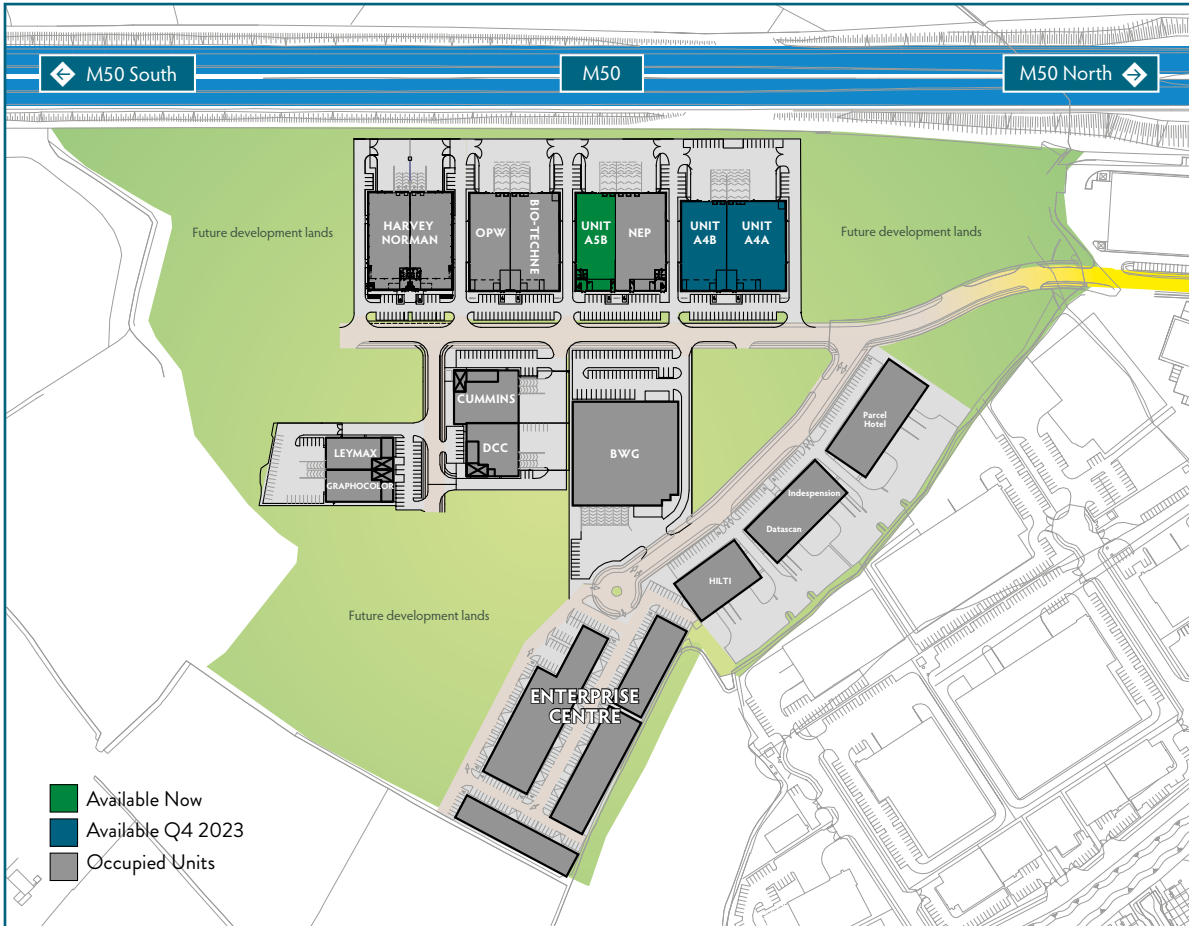 M50 South
M50
M50 North
Future development lands
HARVEY
NORMAN
OPW
BIO-TECHNE
UNIT
A5B
NEP
UNIT
A4B
UNIT
A4A
Future development lands
CUMMINS
DCC
LEYMAX
GRAPHOCOLOR
BWG
Parcel
Hotel
Indespension
Datascan
HILTI
Future development lands
ENTERPRISE
CENTRE
Available Now
Available Q4 2023
Occupied Units